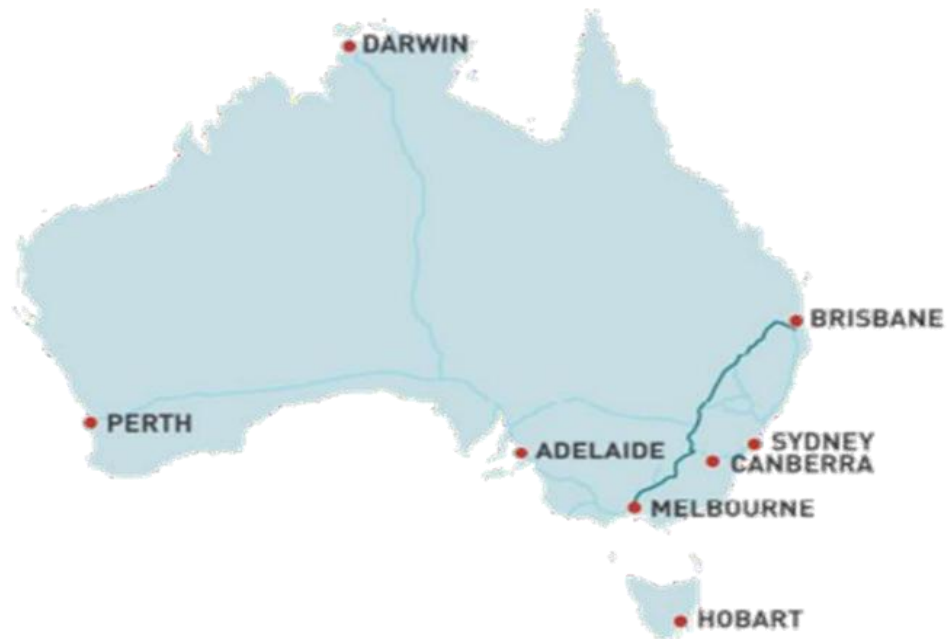 DARWIN
BRISBANE
PERTH
SYDNEY
ADELAIDE
CANBERRA
MELBOURNE
HOBART